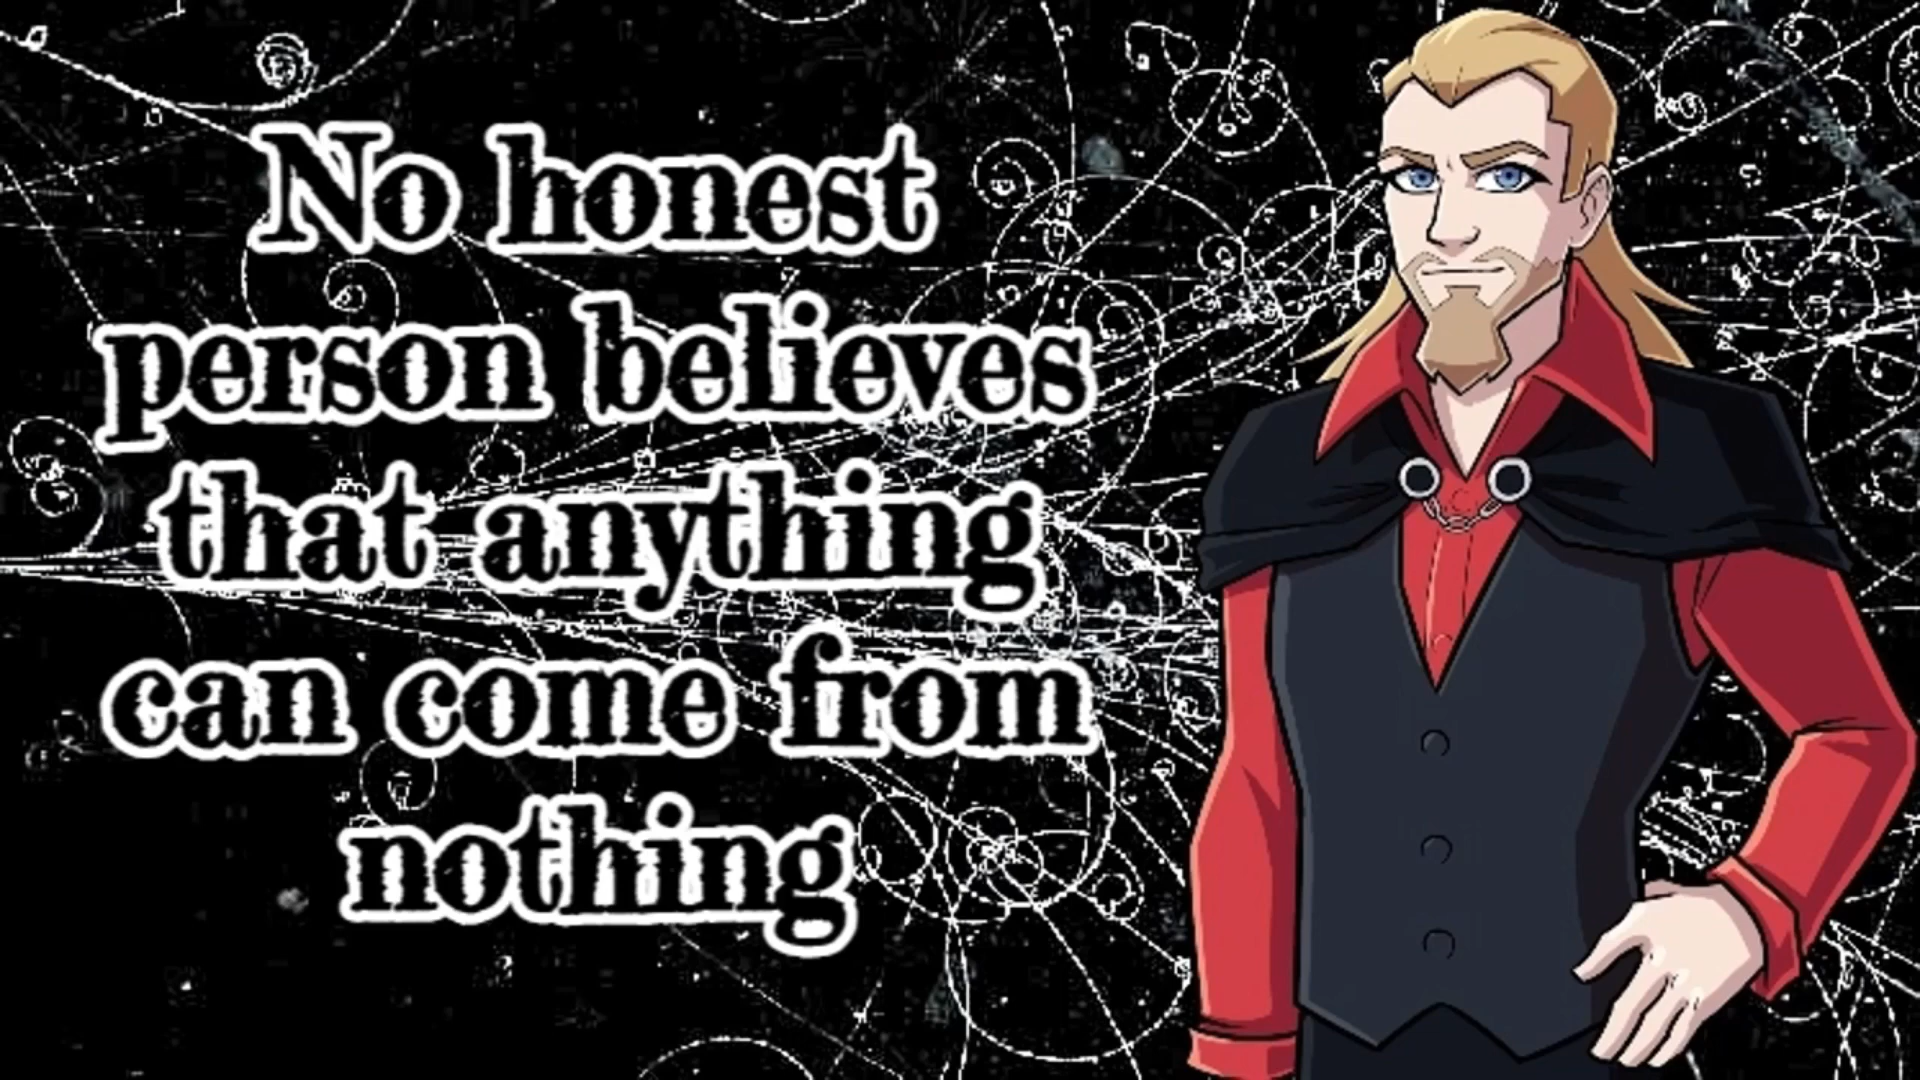 No honest
person believes
that anything
can come from
nothing